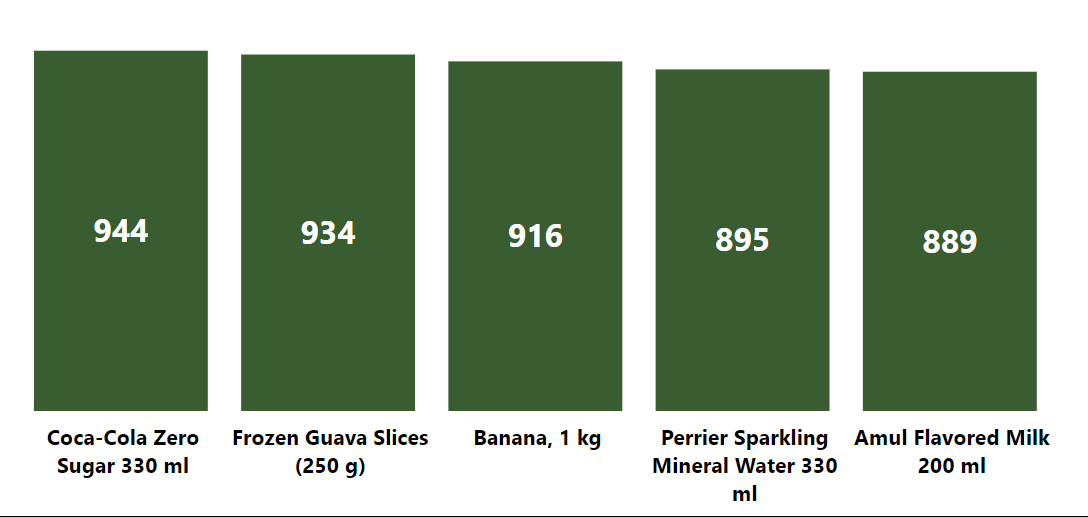 944
934
916
895
889
Coca-Cola Zero
Sugar 330 ml
Frozen Guava Slices
(250 g)
Banana, 1 kg
Perrier Sparkling
Mineral Water 330
ml
Amul Flavored Milk
200 ml